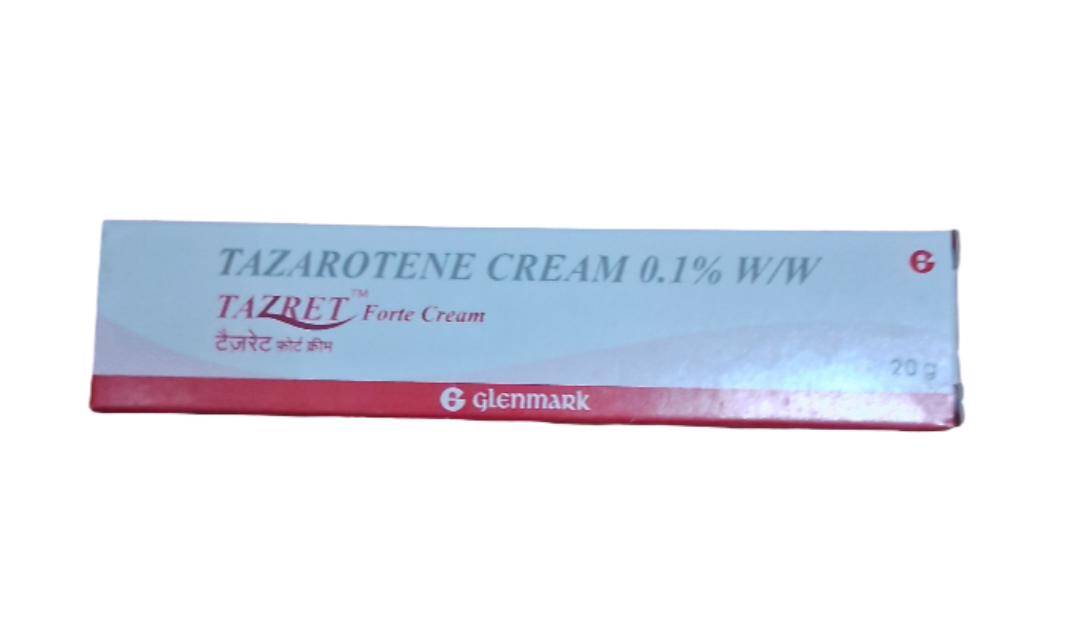 TAZAROTENE CREAM 0.1% W/W
TAZRET™ Forte Cream
टैज़रेट फोर्ट क्रीम
20 g
GLENMARK